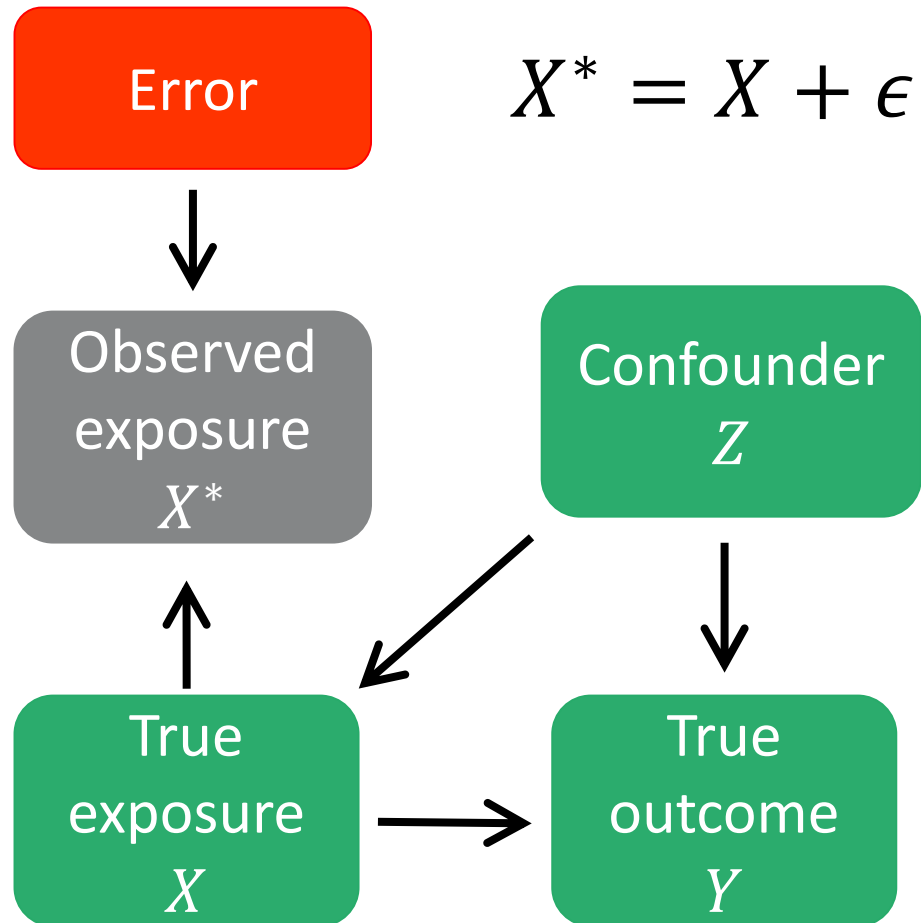 Error
X* = X + ϵ
Observed
exposure
X*
Confounder
Z
True
exposure
X
True
outcome
Y